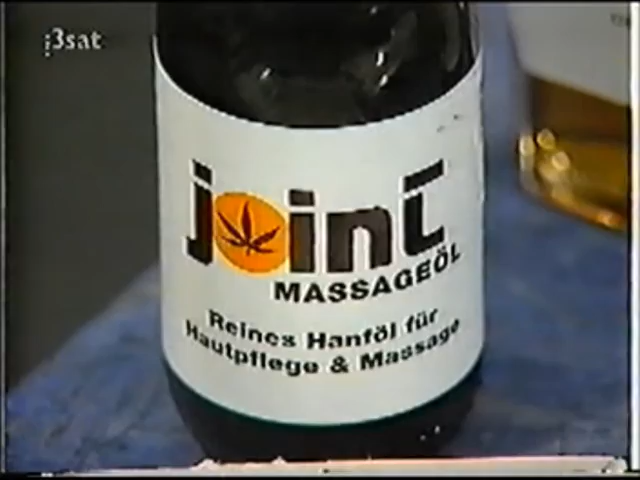 3sat
joint
MASSAGEÖL
Reines Hanföl für
Hautpflege & Massage